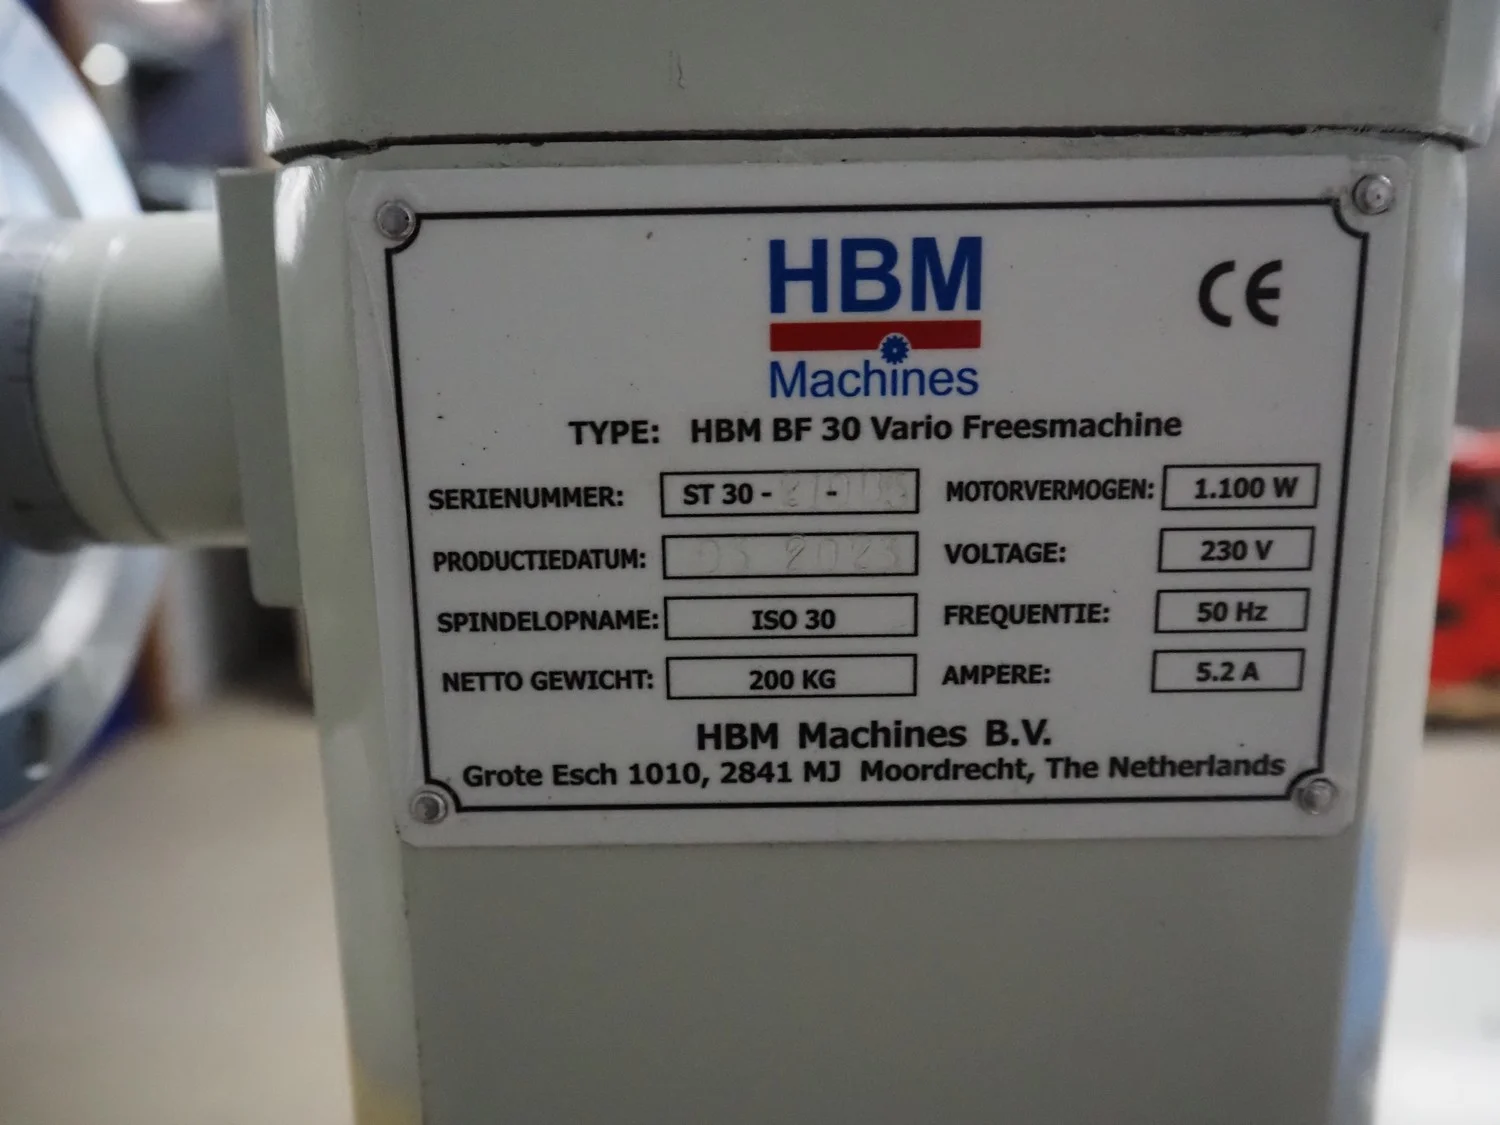 HBM
Machines
CE
TYPE: HBM BF 30 Vario Freesmachine
SERIENUMMER: ST 30 - -
MOTORVERMOGEN: 1.100 W
PRODUCTIEDATUM: 2023
VOLTAGE: 230 V
SPINDELOPNAME: ISO 30
FREQUENTIE: 50 Hz
NETTO GEWICHT: 200 KG
AMPERE: 5.2 A
HBM Machines B.V.
Grote Esch 1010, 2841 MJ Moordrecht, The Netherlands